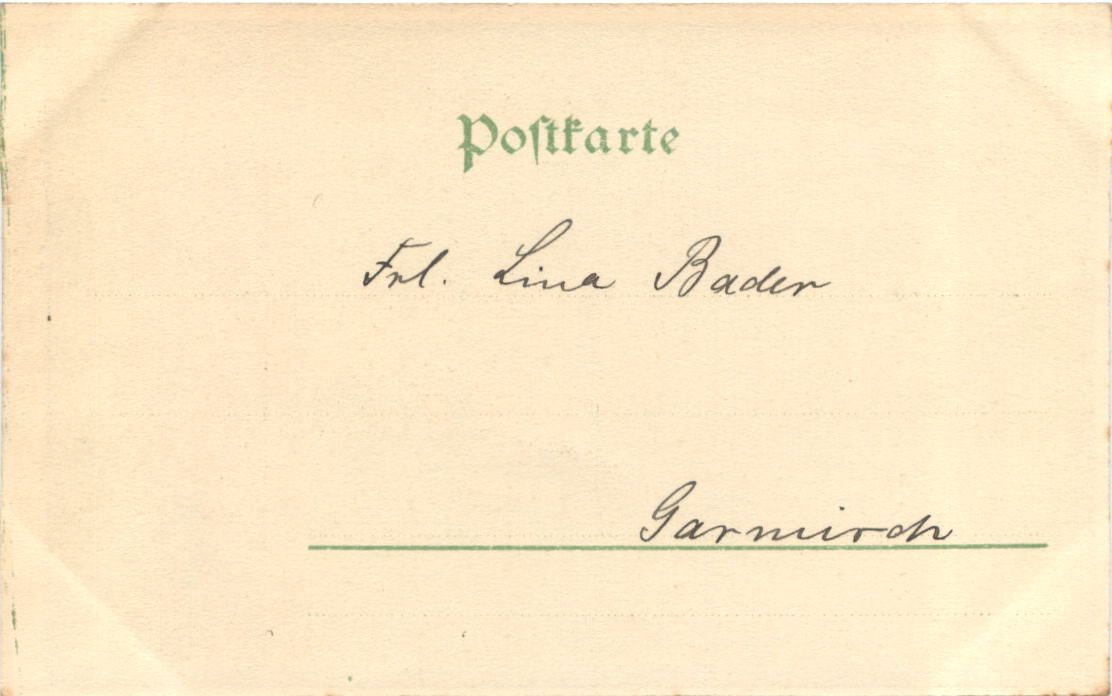 Postkarte
Frl. Lina Bader
Garmisch